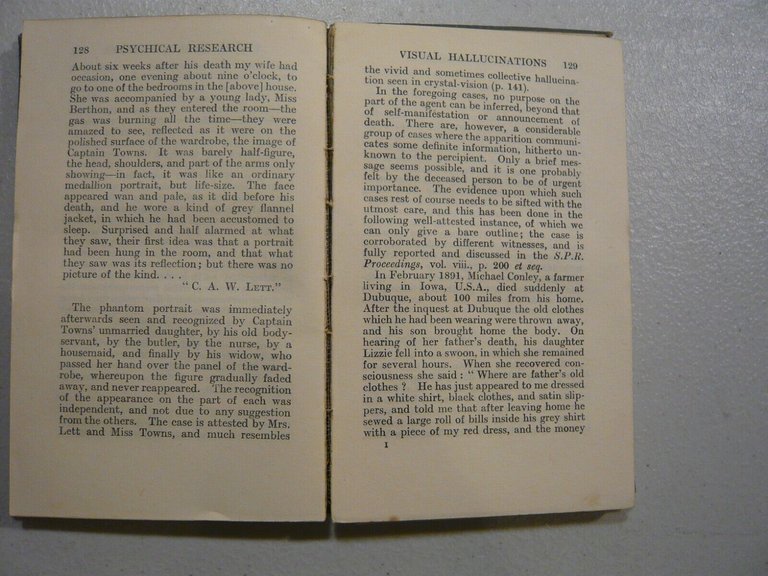 128 PSYCHICAL RESEARCH
About six weeks after his death my wife had
occasion, one evening about nine o'clock, to
go to one of the bedrooms in the [above] house.
She was accompanied by a young lady, Miss
Berthon, and as they entered the room—the
gas was burning all the time—they were
amazed to see, reflected as it were on the
polished surface of the wardrobe, the image of
Captain Towns. It was barely half-figure,
the head, shoulders, and part of the arms only
showing—in fact, it was like an ordinary
medallion portrait, but life-size. The face
appeared wan and pale, as it did before his
death, and he wore a kind of grey flannel
jacket, in which he had been accustomed to
sleep. Surprised and half alarmed at what
they saw, their first idea was that a portrait
had been hung in the room, and that what
they saw was its reflection; but there was no
picture of the kind. . . .
"C. A. W. LETT."
The phantom portrait was immediately
afterwards seen and recognized by Captain
Towns' unmarried daughter, by his old body-
servant, by the butler, by the nurse, by a
housemaid, and finally by his widow, who
passed her hand over the panel of the ward-
robe, whereupon the figure gradually faded
away, and never reappeared. The recognition
of the appearance on the part of each was
independent, and not due to any suggestion
from the others. The case is attested by Mrs.
Lett and Miss Towns, and much resembles
VISUAL HALLUCINATIONS 129
the vivid and sometimes collective hallucina-
tion seen in crystal-vision (p. 141).
In the foregoing cases, no purpose on the
part of the agent can be inferred, beyond that
of self-manifestation or announcement of
death. There are, however, a considerable
group of cases where the apparition communi-
cates some definite information, hitherto un-
known to the percipient. Only a brief mes-
sage seems possible, and it is one probably
felt by the deceased person to be of urgent
importance. The evidence upon which such
cases rest of course needs to be sifted with the
utmost care, and this has been done in the
following well-attested instance, of which we
can only give a bare outline; the case is
corroborated by different witnesses, and is
fully reported and discussed in the S.P.R.
Proceedings, vol. viii., p. 200 et seq.
In February 1891, Michael Conley, a farmer
living in Iowa, U.S.A., died suddenly at
Dubuque, about 100 miles from his home.
After the inquest at Dubuque the old clothes
which he had been wearing were thrown away,
and his son brought home the body. On
hearing of her father's death, his daughter
Lizzie fell into a swoon, in which she remained
for several hours. When she recovered con-
sciousness she said: "Where are father's old
clothes? He has just appeared to me dressed
in a white shirt, black clothes, and satin slip-
pers, and told me that after leaving home he
sewed a large roll of bills inside his grey shirt
with a piece of my red dress, and the money
I